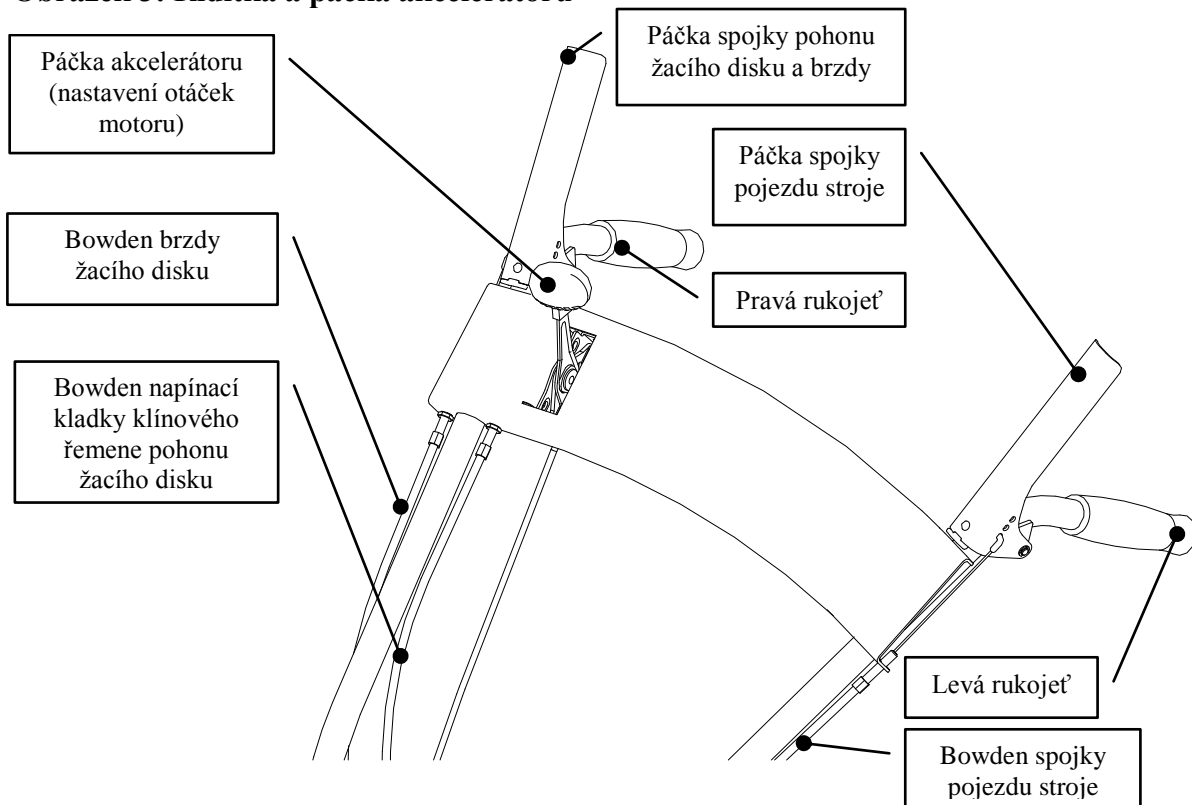 Páčka akcelerátoru
(nastavení otáček
motoru)
Páčka spojky pohonu
žacího disku a brzdy
Páčka spojky
pojezdu stroje
Bowden brzdy
žacího disku
Pravá rukojeť
Bowden napínací
kladky klínového
řemene pohonu
žacího disku
Levá rukojeť
Bowden spojky
pojezdu stroje